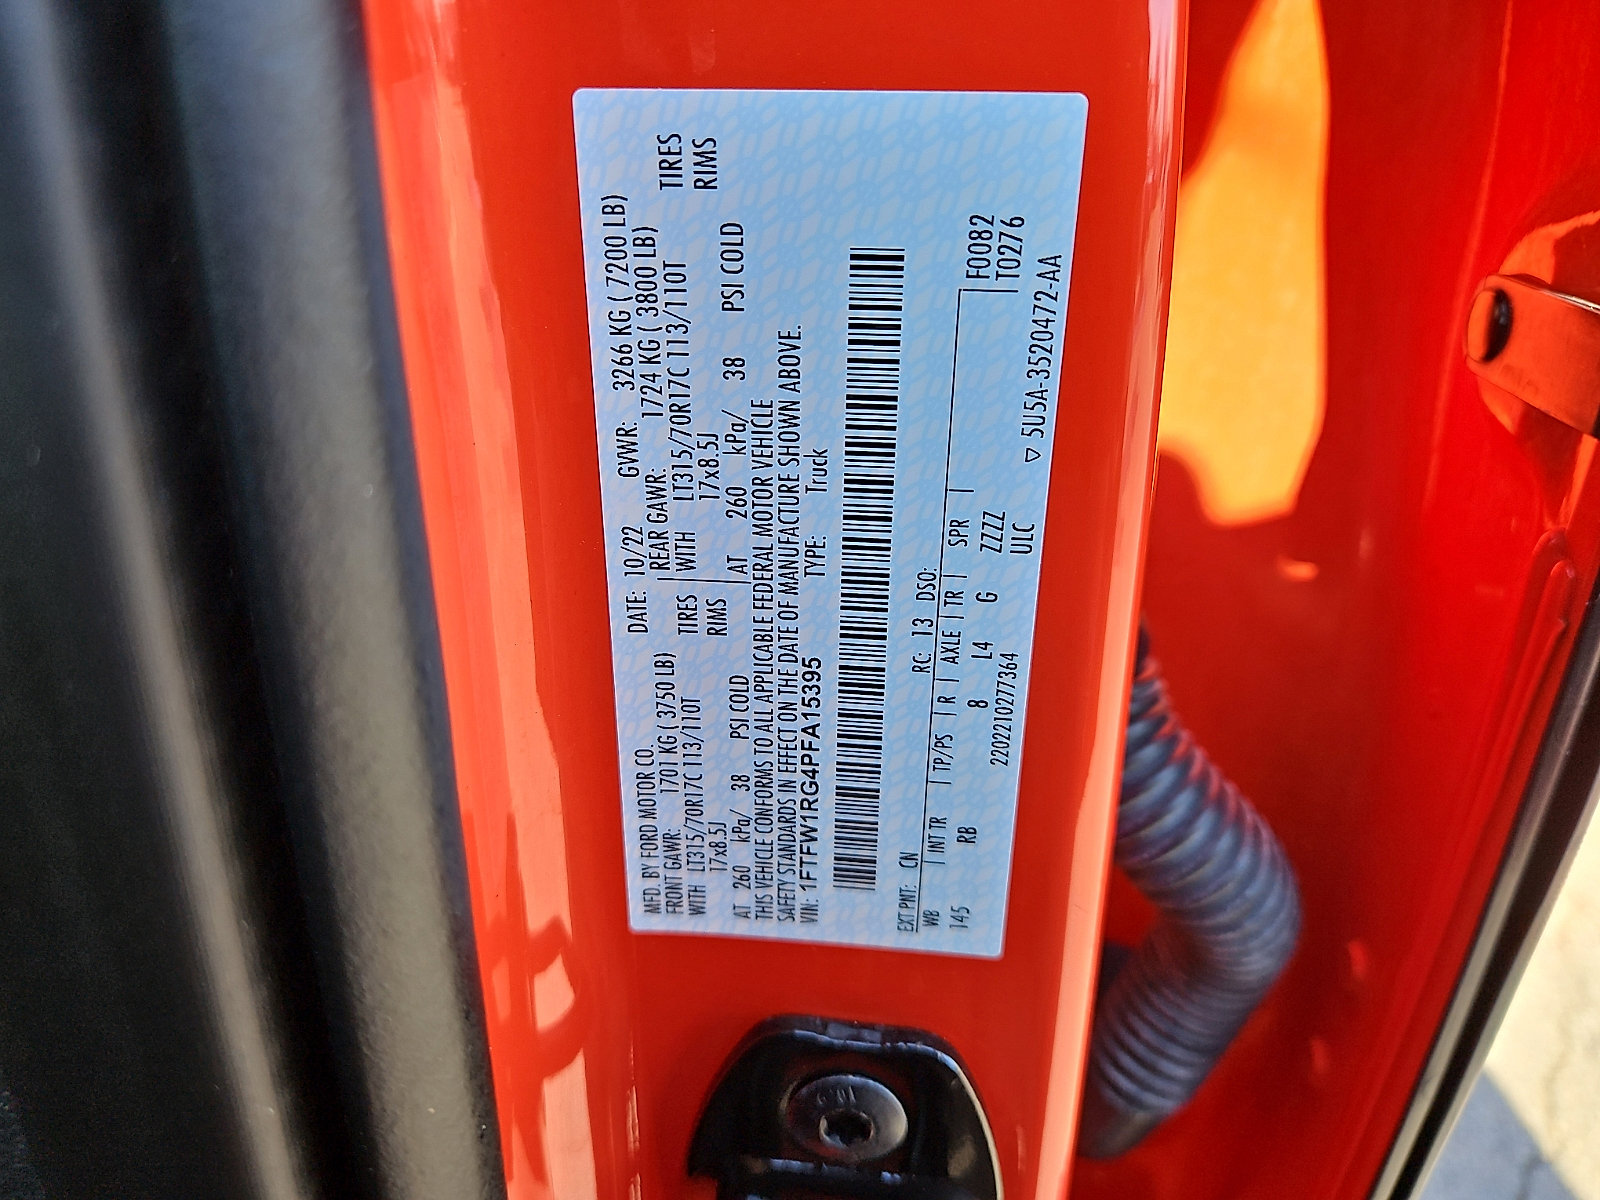 MFD. BY FORD MOTOR CO. DATE: 10/22 GVWR: 3266 KG ( 7200 LB)
FRONT GAWR: 1701 KG ( 3750 LB) REAR GAWR: 1724 KG ( 3800 LB)
WITH LT315/70R17C 113/110T TIRES WITH LT315/70R17C 113/110T TIRES
17x8.5J RIMS 17x8.5J RIMS
AT 260 kPa/ 38 PSI COLD AT 260 kPa/ 38 PSI COLD
THIS VEHICLE CONFORMS TO ALL APPLICABLE FEDERAL MOTOR VEHICLE
SAFETY STANDARDS IN EFFECT ON THE DATE OF MANUFACTURE SHOWN ABOVE.
VIN: 1FTFW1RG4PFA15395 TYPE: Truck
EXT PNT: CN RC: 13 DSO:
WB INT TR TP/PS R AXLE TR SPR F0082
145 RB 8 L4 G ZZZZ T0276
220221027​7364 ULC
▽ 5U5A-3520472-AA